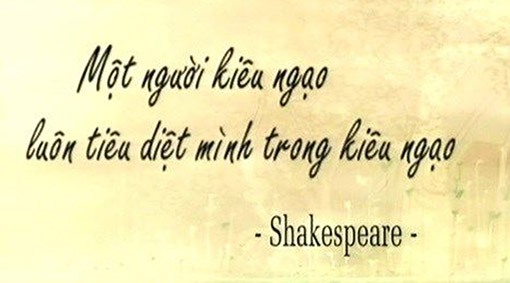 Một người kiêu ngạo
luôn tiêu diệt mình trong kiêu ngạo
- Shakespeare -